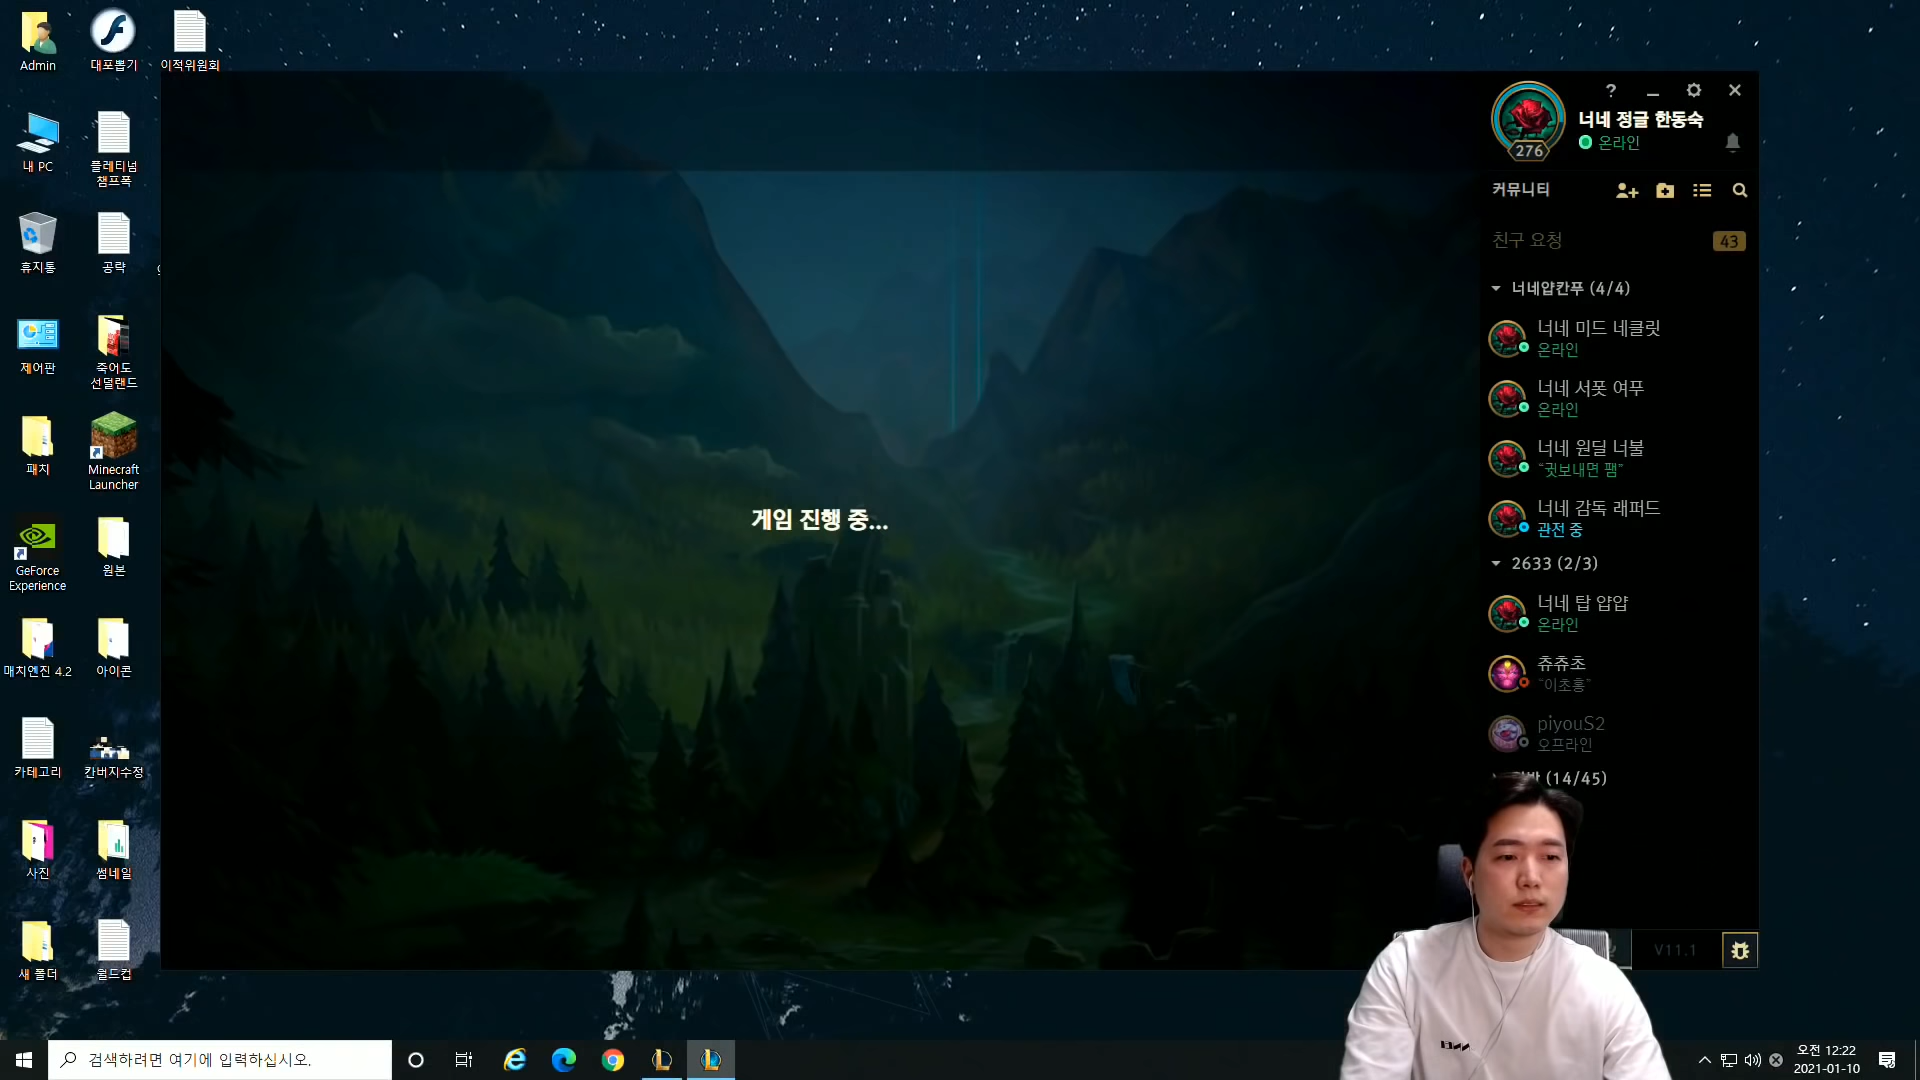 Admin
대포뽑기
이적위원회
내 PC
플레티넘
챔프폭
휴지통
공략
제어판
죽어도
선덜랜드
패치
Minecraft
Launcher
GeForce
Experience
원본
매치엔진 4.2
아이콘
카테고리
칸버지수정
사진
썸네일
새 폴더
월드컵
게임 진행 중...
?
276
너네 정글 한동숙
온라인
커뮤니티
친구 요청
43
너네얍칸푸 (4/4)
너네 미드 네클릿
온라인
너네 서폿 여푸
온라인
너네 원딜 너불
“귓보내면 팸”
너네 감독 래퍼드
관전 중
2633 (2/3)
너네 탑 얍얍
온라인
츄츄초
“이초홍”
piyouS2
오프라인
(14/45)
V11.1
검색하려면 여기에 입력하십시오.
오전 12:22
2021-01-10